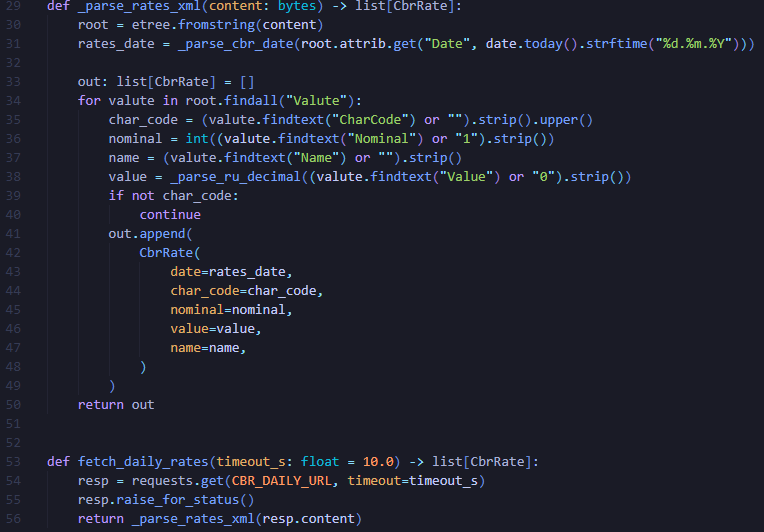 29 def _parse_rates_xml(content: bytes) -> list[CbrRate]:
30     root = etree.fromstring(content)
31     rates_date = _parse_cbr_date(root.attrib.get("Date", date.today().strftime("%d.%m.%Y")))
32
33     out: list[CbrRate] = []
34     for valute in root.findall("Valute"):
35         char_code = (valute.findtext("CharCode") or "").strip().upper()
36         nominal = int((valute.findtext("Nominal") or "1").strip())
37         name = (valute.findtext("Name") or "").strip()
38         value = _parse_ru_decimal((valute.findtext("Value") or "0").strip())
39         if not char_code:
40             continue
41         out.append(
42             CbrRate(
43                 date=rates_date,
44                 char_code=char_code,
45                 nominal=nominal,
46                 value=value,
47                 name=name,
48             )
49         )
50     return out
51
52
53 def fetch_daily_rates(timeout_s: float = 10.0) -> list[CbrRate]:
54     resp = requests.get(CBR_DAILY_URL, timeout=timeout_s)
55     resp.raise_for_status()
56     return _parse_rates_xml(resp.content)